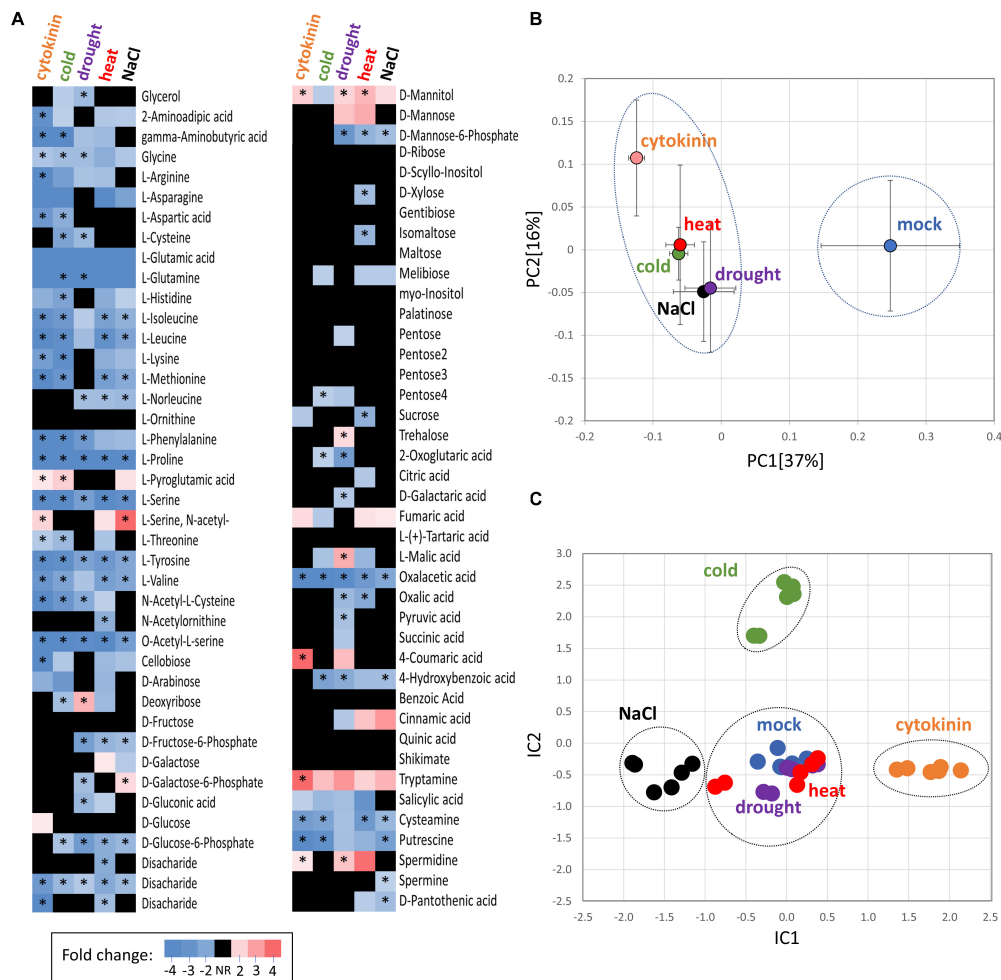 A
cytokinin
cold
drought
heat
NaCl
Glycerol
2-Aminoadipic acid
gamma-Aminobutyric acid
Glycine
L-Arginine
L-Asparagine
L-Aspartic acid
L-Cysteine
L-Glutamic acid
L-Glutamine
L-Histidine
L-Isoleucine
L-Leucine
L-Lysine
L-Methionine
L-Norleucine
L-Ornithine
L-Phenylalanine
L-Proline
L-Pyroglutamic acid
L-Serine
L-Serine, N-acetyl-
L-Threonine
L-Tyrosine
L-Valine
N-Acetyl-L-Cysteine
N-Acetylornithine
O-Acetyl-L-serine
Cellobiose
D-Arabinose
Deoxyribose
D-Fructose
D-Fructose-6-Phosphate
D-Galactose
D-Galactose-6-Phosphate
D-Gluconic acid
D-Glucose
D-Glucose-6-Phosphate
Disacharide
Disacharide
Disacharide
cytokinin
cold
drought
heat
NaCl
D-Mannitol
D-Mannose
D-Mannose-6-Phosphate
D-Ribose
D-Scyllo-Inositol
D-Xylose
Gentibiose
Isomaltose
Maltose
Melibiose
myo-Inositol
Palatinose
Pentose
Pentose2
Pentose3
Pentose4
Sucrose
Trehalose
2-Oxoglutaric acid
Citric acid
D-Galactaric acid
Fumaric acid
L-(+)-Tartaric acid
L-Malic acid
Oxalacetic acid
Oxalic acid
Pyruvic acid
Succinic acid
4-Coumaric acid
4-Hydroxybenzoic acid
Benzoic Acid
Cinnamic acid
Quinic acid
Shikimate
Tryptamine
Salicylic acid
Cysteamine
Putrescine
Spermidine
Spermine
D-Pantothenic acid
Fold change:
-4 -3 -2 NR 2 3 4
B
0.2
0.15
0.1
0.05
0
-0.05
-0.1
-0.15
-0.2
PC2[16%]
cytokinin
heat
cold
drought
NaCl
mock
-0.2 -0.1 0 0.1 0.2 0.3 0.4
PC1[37%]
C
3.0
2.5
2.0
1.5
1.0
0.5
0.0
-0.5
-1.0
-1.5
-2.0
-2.5
IC2
cold
NaCl
mock
cytokinin
heat
drought
-2.0 -1.5 -1.0 -0.5 0.0 0.5 1.0 1.5 2.0 2.5
IC1